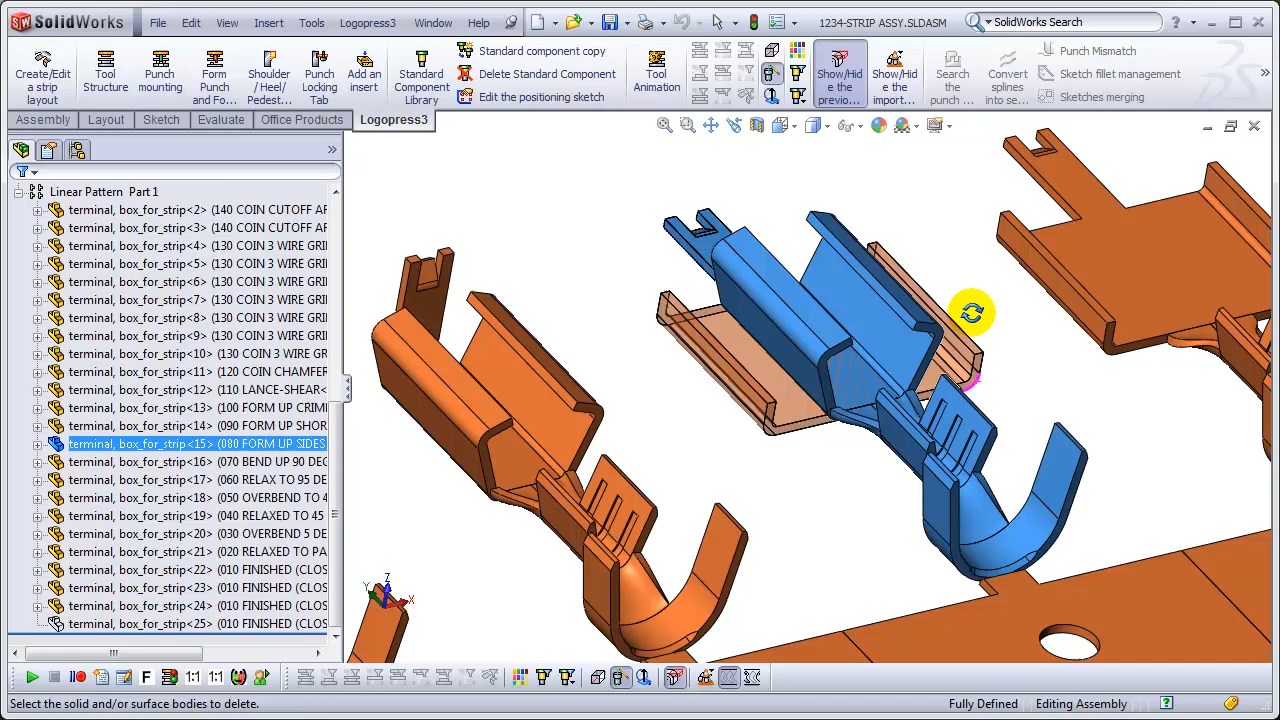 SolidWorks File Edit View Insert Tools Logopress3 Window Help 1234-STRIP ASSY.SLDASM SolidWorks Search
Standard component copy
Delete Standard Component
Edit the positioning sketch
te/Edit a strip layout
Tool Structure
Punch mounting
Form Punch and Fo...
Shoulder / Heel/ Pedest...
Punch Locking Tab
Add an insert
Standard Component Library
Tool Animation
Show/Hid e the previo...
Show/Hid e the import...
Search the punch ...
Convert splines into se...
Punch Mismatch
Sketch fillet management
Sketches merging
Assembly Layout Sketch Evaluate Office Products Logopress3
Linear Pattern Part 1
terminal, box_for_strip<2> (140 COIN CUTOFF AF
terminal, box_for_strip<3> (140 COIN CUTOFF AF
terminal, box_for_strip<4> (130 COIN 3 WIRE GRI
terminal, box_for_strip<5> (130 COIN 3 WIRE GRI
terminal, box_for_strip<6> (130 COIN 3 WIRE GRI
terminal, box_for_strip<7> (130 COIN 3 WIRE GRI
terminal, box_for_strip<8> (130 COIN 3 WIRE GRI
terminal, box_for_strip<9> (130 COIN 3 WIRE GRI
terminal, box_for_strip<10> (130 COIN 3 WIRE GR
terminal, box_for_strip<11> (120 COIN CHAMFER
terminal, box_for_strip<12> (110 LANCE-SHEAR<
terminal, box_for_strip<13> (100 FORM UP CRIM
terminal, box_for_strip<14> (090 FORM UP SHOR
terminal, box_for_strip<15> (080 FORM UP SIDES
terminal, box_for_strip<16> (070 BEND UP 90 DEC
terminal, box_for_strip<17> (060 RELAX TO 95 DE
terminal, box_for_strip<18> (050 OVERBEND TO 4
terminal, box_for_strip<19> (040 RELAXED TO 45
terminal, box_for_strip<20> (030 OVERBEND 5 DE
terminal, box_for_strip<21> (020 RELAXED TO PA
terminal, box_for_strip<22> (010 FINISHED (CLOS
terminal, box_for_strip<23> (010 FINISHED (CLOS
terminal, box_for_strip<24> (010 FINISHED (CLOS
terminal, box_for_strip<25> (010 FINISHED (CLOS
Z
Y
X
F 1:1 1:1
Select the solid and/or surface bodies to delete. Fully Defined Editing Assembly